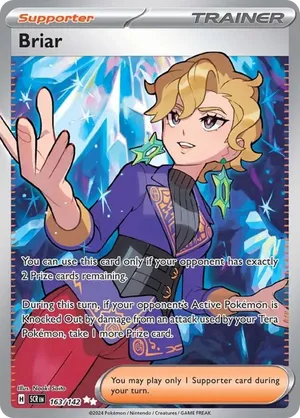 Supporter
TRAINER
Briar
You can use this card only if your opponent has exactly
2 Prize cards remaining.
During this turn, if your opponent's Active Pokémon is
Knocked Out by damage from an attack used by your Tera
Pokémon, take 1 more Prize card.
Illus. Naoki Saito
H SCR EN 163/142 ★★
You may play only 1 Supporter card during
your turn.
©2024 Pokémon / Nintendo / Creatures / GAME FREAK